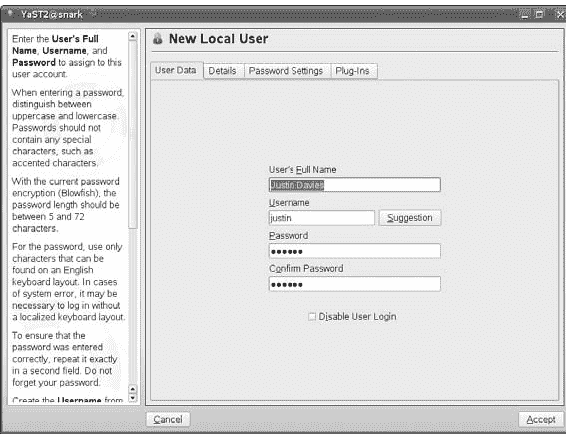 YaST2@snark
Enter the User's Full
Name, Username, and
Password to assign to this
user account.
When entering a password,
distinguish between
uppercase and lowercase.
Passwords should not
contain any special
characters, such as
accented characters.
With the current password
encryption (Blowfish), the
password length should be
between 5 and 72
characters.
For the password, use only
characters that can be
found on an English
keyboard layout. In cases
of system error, it may be
necessary to log in without
a localized keyboard layout.
To ensure that the
password was entered
correctly, repeat it exactly
in a second field. Do not
forget your password.
Create the Username from
New Local User
User Data Details Password Settings Plug-Ins
User's Full Name
Justin Davies
Username
justin Suggestion
Password
●●●●●●
Confirm Password
●●●●●●
Disable User Login
Cancel Accept